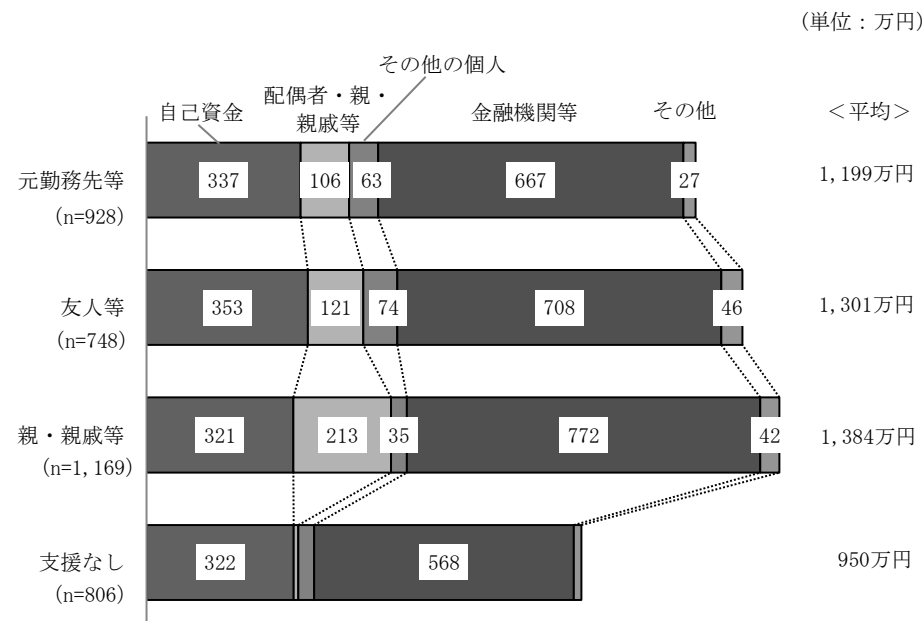 (単位：万円)
その他の個人
配偶者・親・
親戚等
自己資金
金融機関等
その他
＜平均＞
元勤務先等
(n=928)
337
106
63
667
27
1,199万円
友人等
(n=748)
353
121
74
708
46
1,301万円
親・親戚等
(n=1,169)
321
213
35
772
42
1,384万円
支援なし
(n=806)
322
568
950万円